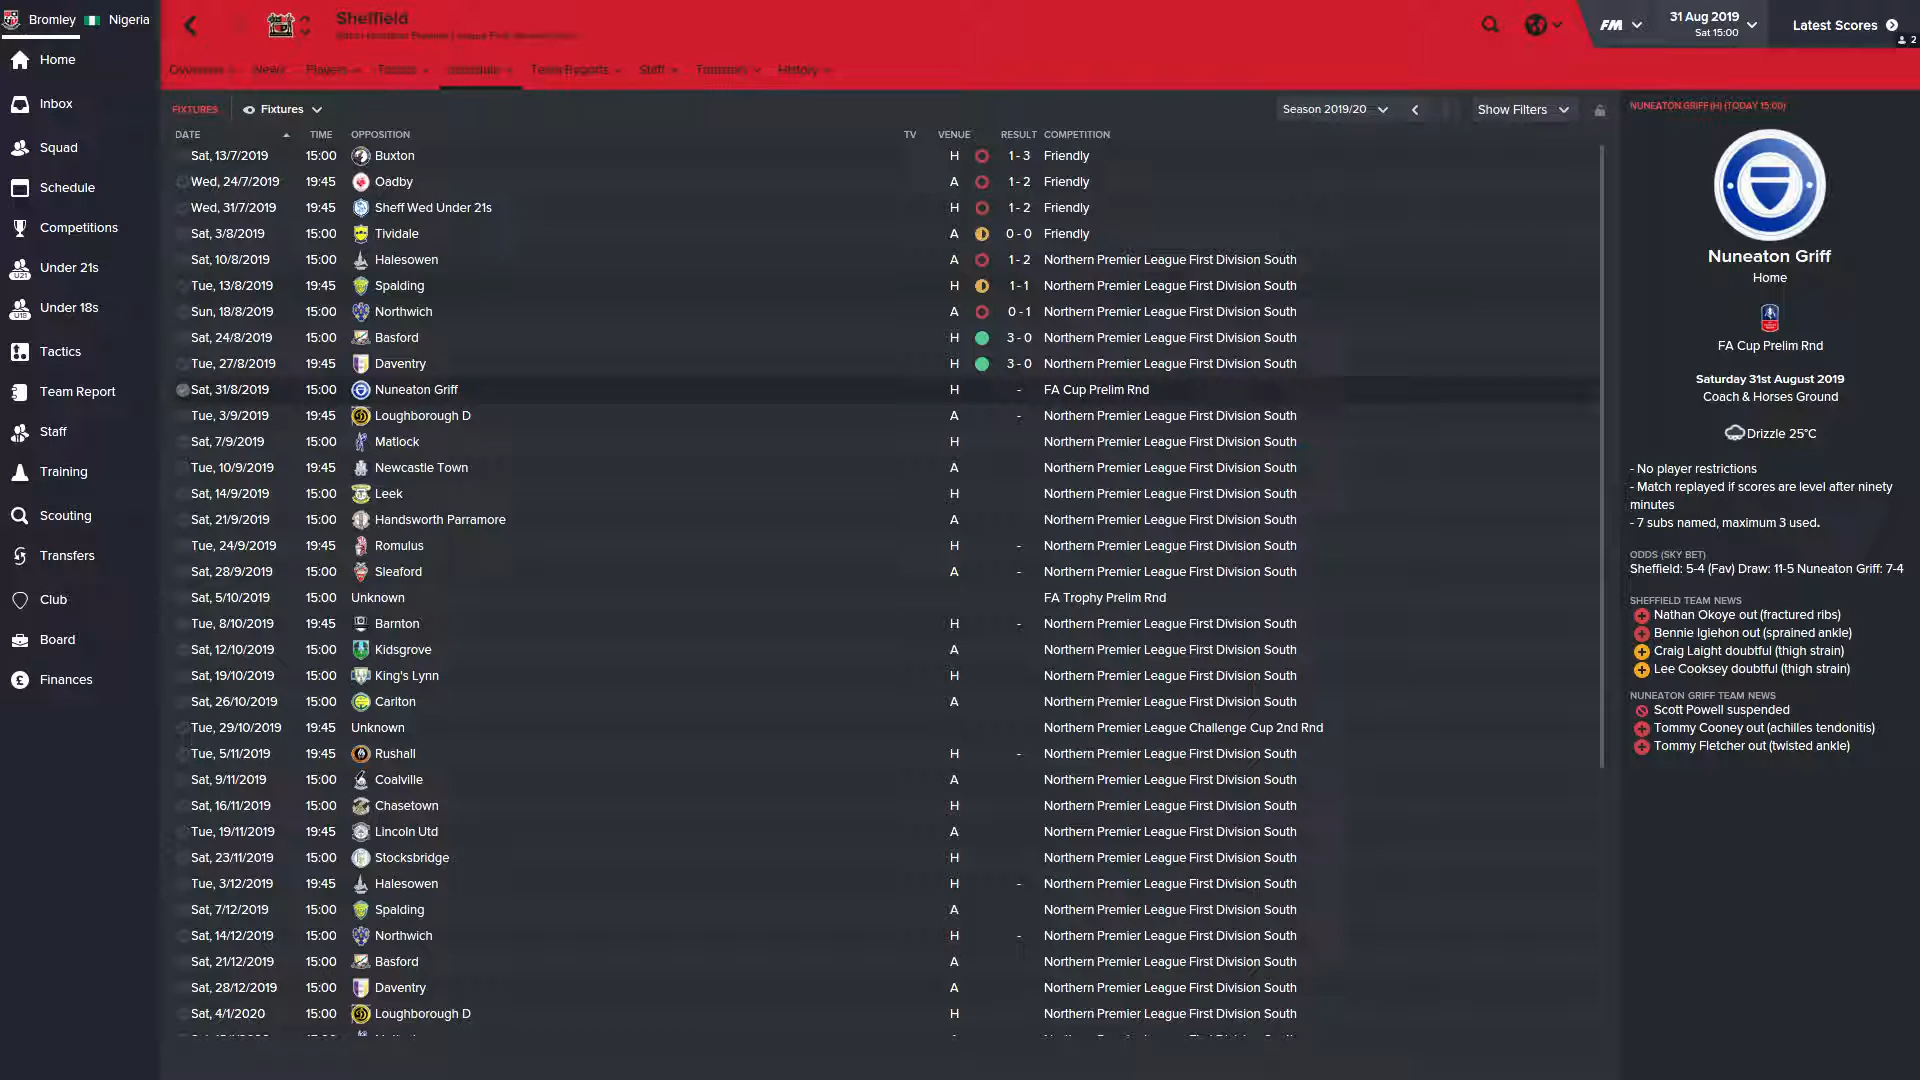 Bromley Nigeria
Sheffield
31 Aug 2019
Sat 15:00
FM
Latest Scores
2
Home
Inbox
Squad
Schedule
Competitions
Under 21s
Under 18s
Tactics
Team Report
Staff
Training
Scouting
Transfers
Club
Board
Finances
Overview News Players Tactics Schedule Team Reports Staff Transfers History
FIXTURES Fixtures Season 2019/20 Show Filters
DATE TIME OPPOSITION TV VENUE RESULT COMPETITION
Sat, 13/7/2019 15:00 Buxton H 1 - 3 Friendly
Wed, 24/7/2019 19:45 Oadby A 1 - 2 Friendly
Wed, 31/7/2019 19:45 Sheff Wed Under 21s H 1 - 2 Friendly
Sat, 3/8/2019 15:00 Tividale A 0 - 0 Friendly
Sat, 10/8/2019 15:00 Halesowen A 1 - 2 Northern Premier League First Division South
Tue, 13/8/2019 19:45 Spalding H 1 - 1 Northern Premier League First Division South
Sun, 18/8/2019 15:00 Northwich A 0 - 1 Northern Premier League First Division South
Sat, 24/8/2019 15:00 Basford H 3 - 0 Northern Premier League First Division South
Tue, 27/8/2019 19:45 Daventry H 3 - 0 Northern Premier League First Division South
Sat, 31/8/2019 15:00 Nuneaton Griff H - FA Cup Prelim Rnd
Tue, 3/9/2019 19:45 Loughborough D A - Northern Premier League First Division South
Sat, 7/9/2019 15:00 Matlock H Northern Premier League First Division South
Tue, 10/9/2019 19:45 Newcastle Town A Northern Premier League First Division South
Sat, 14/9/2019 15:00 Leek H Northern Premier League First Division South
Sat, 21/9/2019 15:00 Handsworth Parramore A Northern Premier League First Division South
Tue, 24/9/2019 19:45 Romulus H - Northern Premier League First Division South
Sat, 28/9/2019 15:00 Sleaford A - Northern Premier League First Division South
Sat, 5/10/2019 15:00 Unknown FA Trophy Prelim Rnd
Tue, 8/10/2019 19:45 Barnton H - Northern Premier League First Division South
Sat, 12/10/2019 15:00 Kidsgrove A Northern Premier League First Division South
Sat, 19/10/2019 15:00 King's Lynn H Northern Premier League First Division South
Sat, 26/10/2019 15:00 Carlton A Northern Premier League First Division South
Tue, 29/10/2019 19:45 Unknown Northern Premier League Challenge Cup 2nd Rnd
Tue, 5/11/2019 19:45 Rushall H - Northern Premier League First Division South
Sat, 9/11/2019 15:00 Coalville A Northern Premier League First Division South
Sat, 16/11/2019 15:00 Chasetown H Northern Premier League First Division South
Tue, 19/11/2019 19:45 Lincoln Utd A Northern Premier League First Division South
Sat, 23/11/2019 15:00 Stocksbridge H Northern Premier League First Division South
Tue, 3/12/2019 19:45 Halesowen H - Northern Premier League First Division South
Sat, 7/12/2019 15:00 Spalding A Northern Premier League First Division South
Sat, 14/12/2019 15:00 Northwich H - Northern Premier League First Division South
Sat, 21/12/2019 15:00 Basford A Northern Premier League First Division South
Sat, 28/12/2019 15:00 Daventry A Northern Premier League First Division South
Sat, 4/1/2020 15:00 Loughborough D H Northern Premier League First Division South
NUNEATON GRIFF (H) (TODAY 15:00)
Nuneaton Griff
Home
FA Cup Prelim Rnd
Saturday 31st August 2019
Coach & Horses Ground
Drizzle 25°C
- No player restrictions
- Match replayed if scores are level after ninety
minutes
- 7 subs named, maximum 3 used.
ODDS (SKY BET)
Sheffield: 5-4 (Fav) Draw: 11-5 Nuneaton Griff: 7-4
SHEFFIELD TEAM NEWS
Nathan Okoye out (fractured ribs)
Bennie Igiehon out (sprained ankle)
Craig Laight doubtful (thigh strain)
Lee Cooksey doubtful (thigh strain)
NUNEATON GRIFF TEAM NEWS
Scott Powell suspended
Tommy Cooney out (achilles tendonitis)
Tommy Fletcher out (twisted ankle)